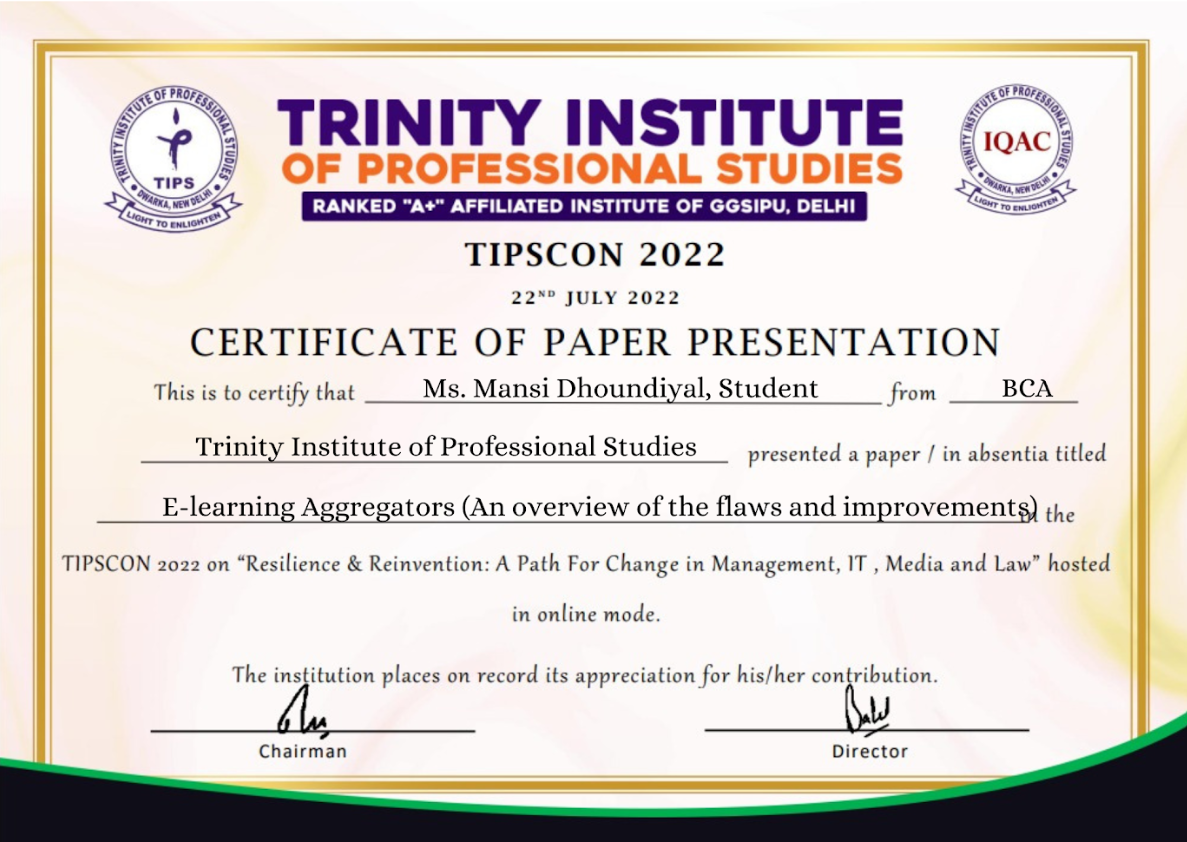 TRINITY INSTITUTE OF PROFESSIONAL STUDIES
TIPS
DWARKA, NEW DELHI
LIGHT TO ENLIGHTEN
TRINITY INSTITUTE
OF PROFESSIONAL STUDIES
RANKED "A+" AFFILIATED INSTITUTE OF GGSIPU, DELHI
TRINITY INSTITUTE OF PROFESSIONAL STUDIES
IQAC
DWARKA, NEW DELHI
LIGHT TO ENLIGHTEN
TIPSCON 2022
22ND JULY 2022
CERTIFICATE OF PAPER PRESENTATION
This is to certify that Ms. Mansi Dhoundiyal, Student from BCA
Trinity Institute of Professional Studies presented a paper / in absentia titled
E-learning Aggregators (An overview of the flaws and improvements) in the
TIPSCON 2022 on “Resilience & Reinvention: A Path For Change in Management, IT , Media and Law” hosted
in online mode.
The institution places on record its appreciation for his/her contribution.
Chairman Director